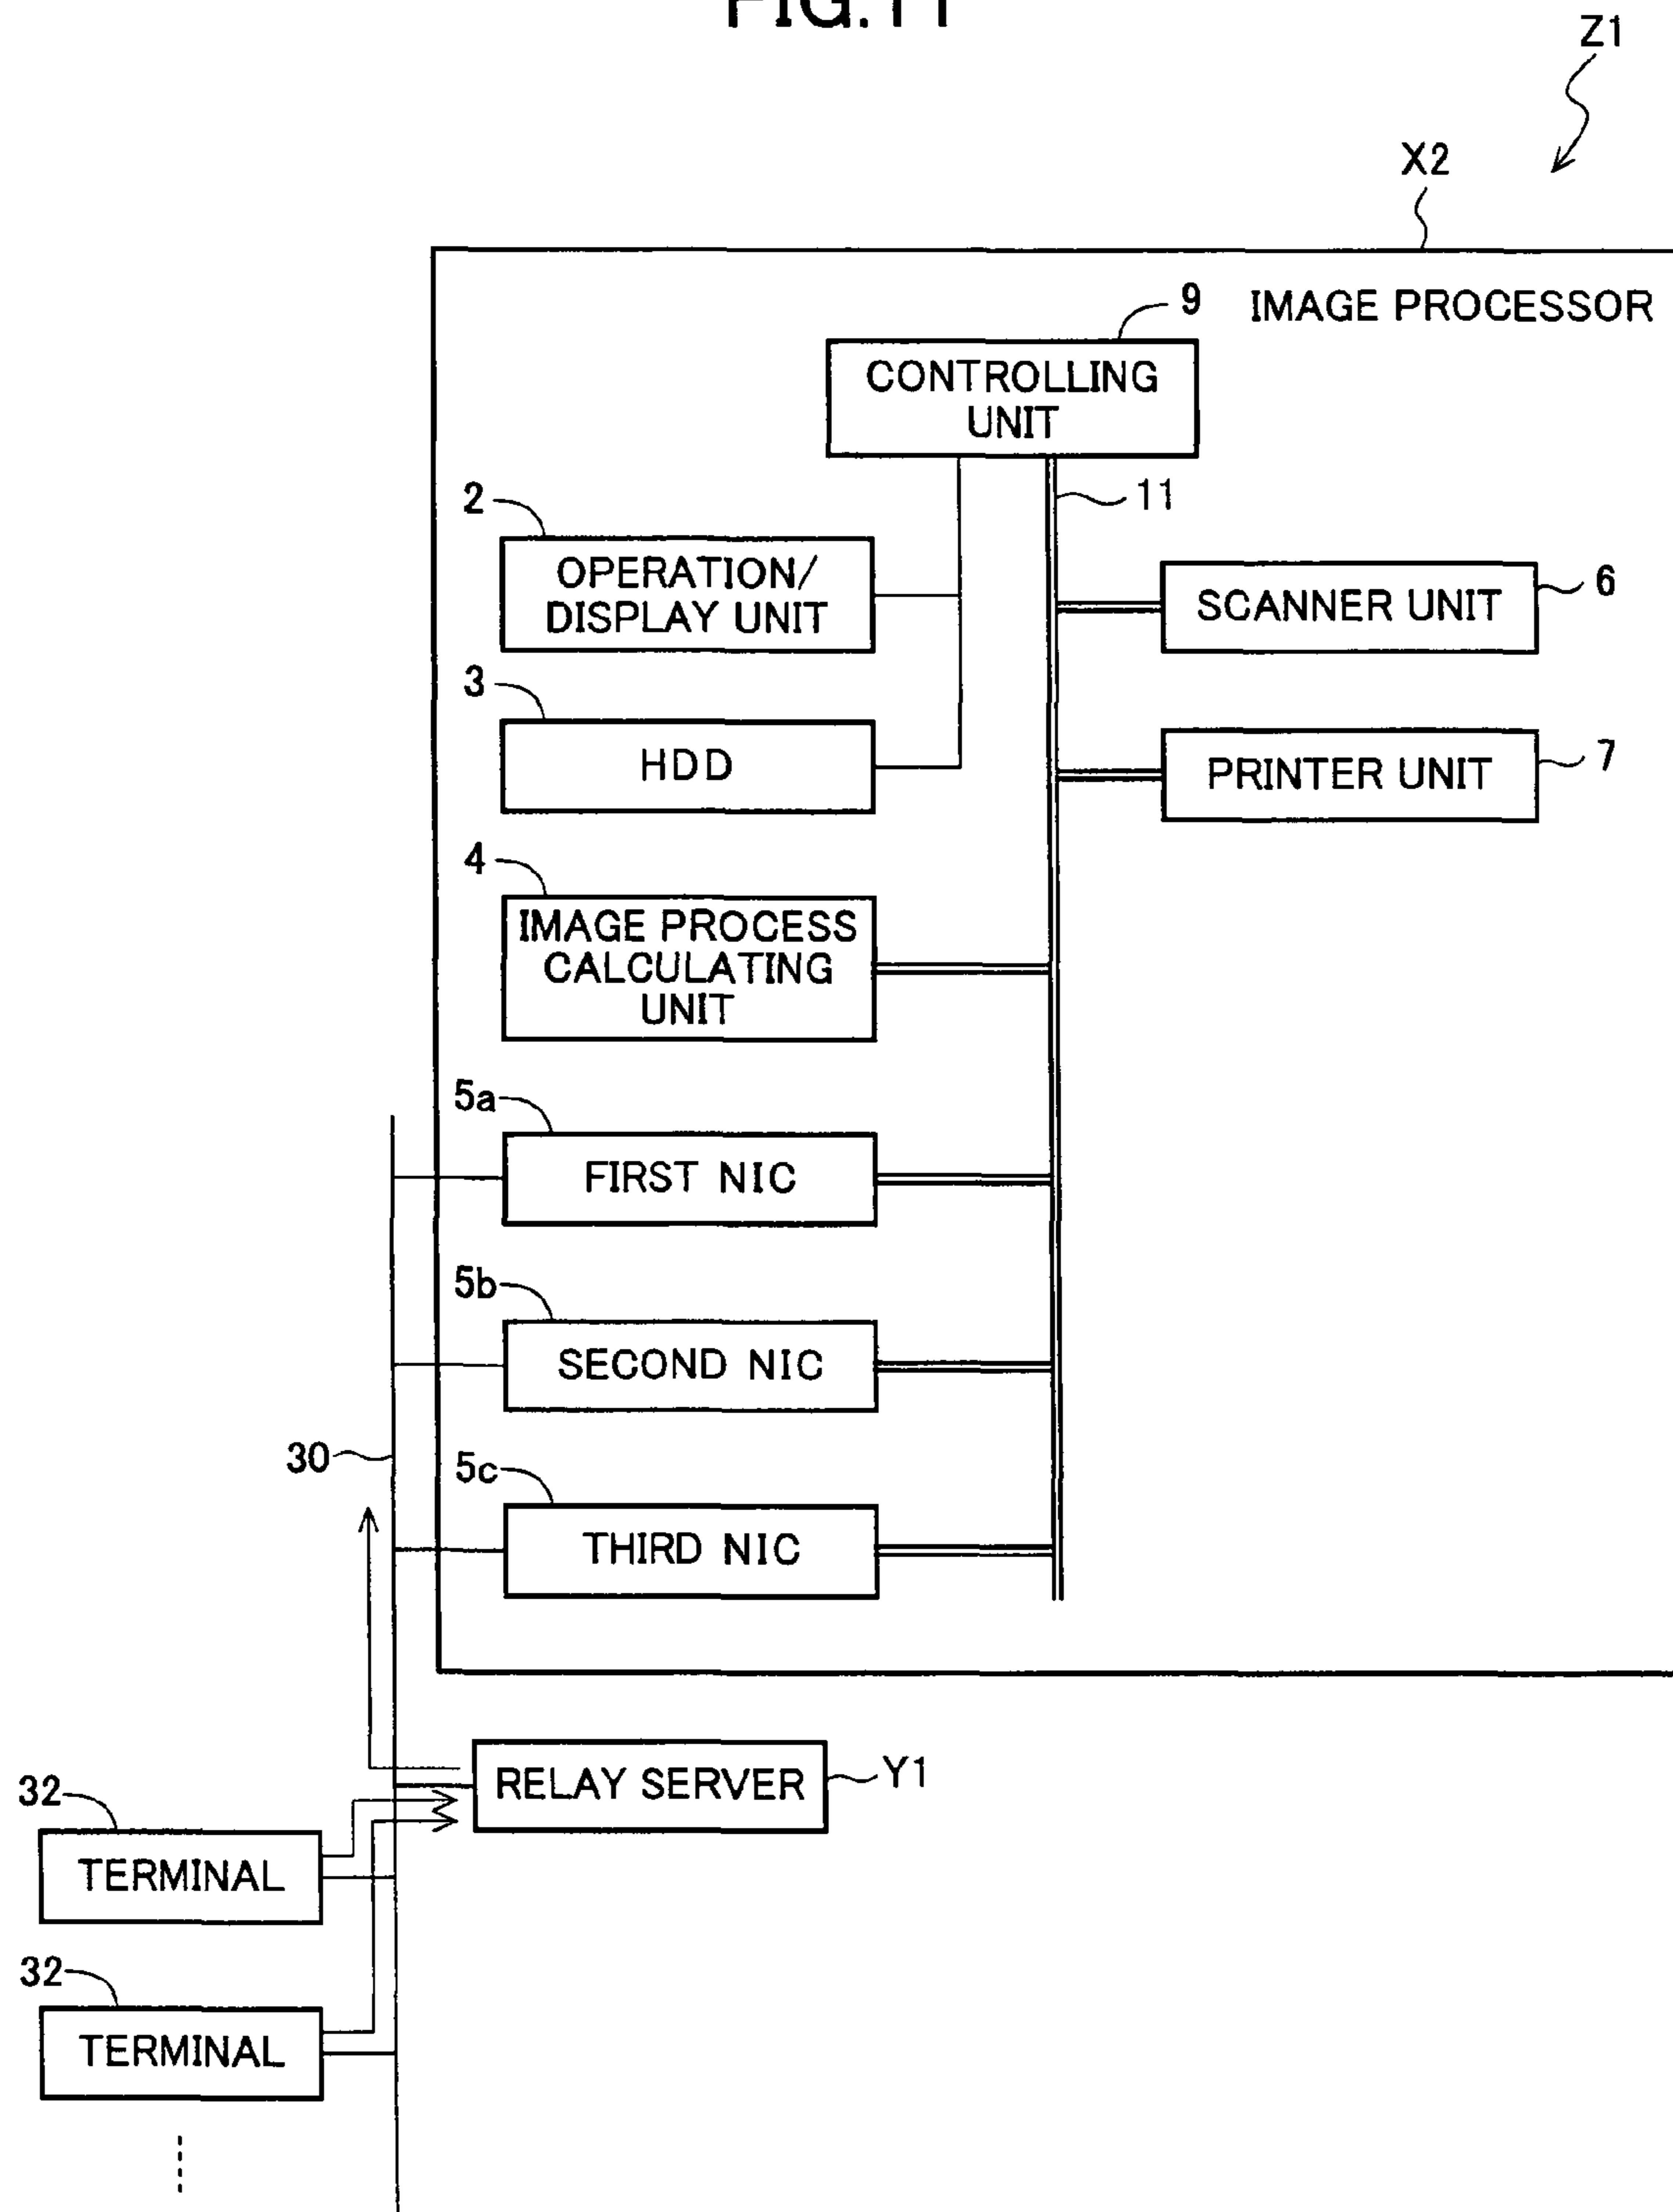 FIG.11
Z1
X2
IMAGE PROCESSOR
9
CONTROLLING
UNIT
11
2
OPERATION/
DISPLAY UNIT
6
SCANNER UNIT
3
HDD
7
PRINTER UNIT
4
IMAGE PROCESS
CALCULATING
UNIT
5a
FIRST NIC
5b
SECOND NIC
30
5c
THIRD NIC
RELAY SERVER
Y1
32
TERMINAL
32
TERMINAL